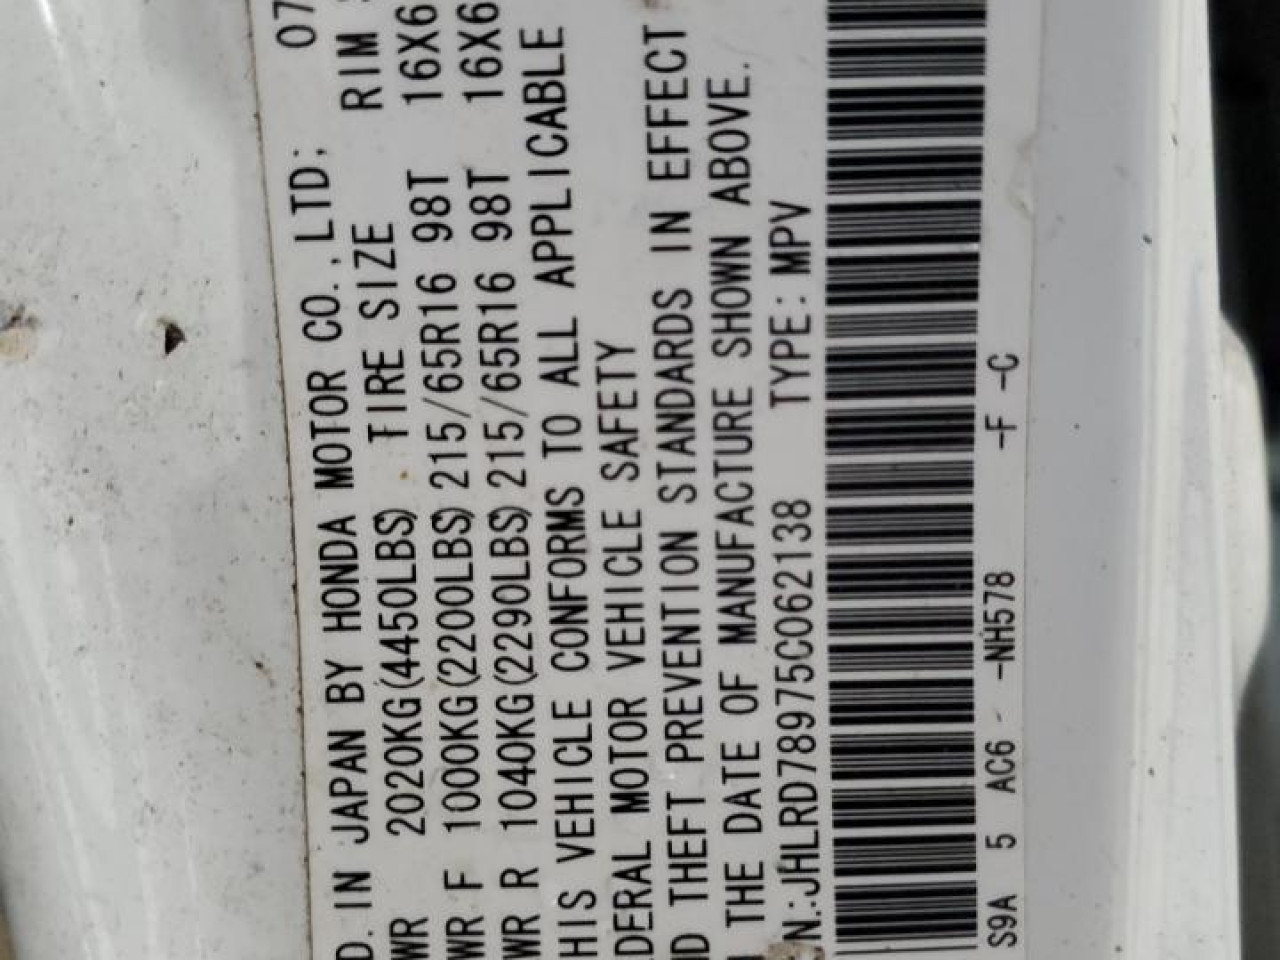 D. IN JAPAN BY HONDA MOTOR CO.,LTD; 07
WR 2020KG(4450LBS) TIRE SIZE RIM
WR F 1000KG(2200LBS) 215/65R16 98T 16X6
WR R 1040KG(2290LBS) 215/65R16 98T 16X6
HIS VEHICLE CONFORMS TO ALL APPLICABLE
DERAL MOTOR VEHICLE SAFETY
ND THEFT PREVENTION STANDARDS IN EFFECT
THE DATE OF MANUFACTURE SHOWN ABOVE.
N.:JHLRD78975C062138 TYPE:MPV
S9A 5 AC6 -NH578 -F -C